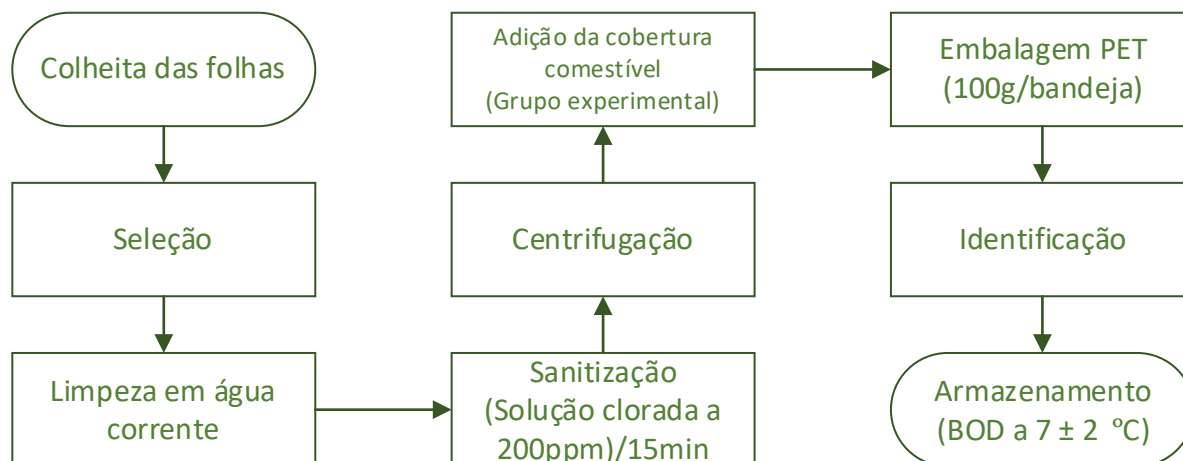 Colheita das folhas
Seleção
Limpeza em água
corrente
Sanitização
(Solução clorada a
200ppm)/15min
Centrifugação
Adição da cobertura
comestível
(Grupo experimental)
Embalagem PET
(100g/bandeja)
Identificação
Armazenamento
(BOD a 7 ± 2 ºC)